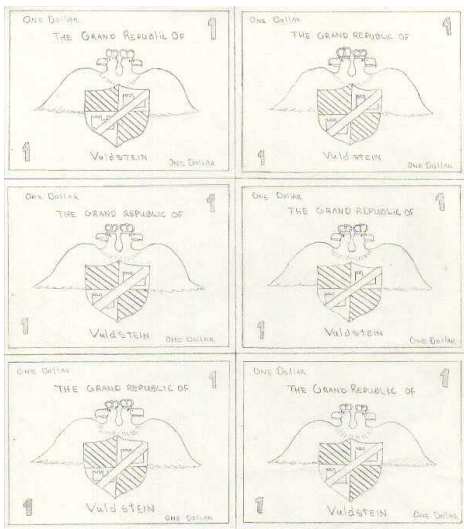 One Dollar
1
THE GRAND REPUBLIC OF
Vuldstein
1
One Dollar
One Dollar
1
THE GRAND REPUBLIC OF
Vuldstein
1
One Dollar
One Dollar
1
THE GRAND REPUBLIC OF
Vuldstein
1
One Dollar
One Dollar
1
THE GRAND REPUBLIC OF
Vuldstein
1
One Dollar
One Dollar
1
THE GRAND REPUBLIC OF
Vuldstein
1
One Dollar
One Dollar
1
THE GRAND REPUBLIC OF
Vuldstein
1
One Dollar